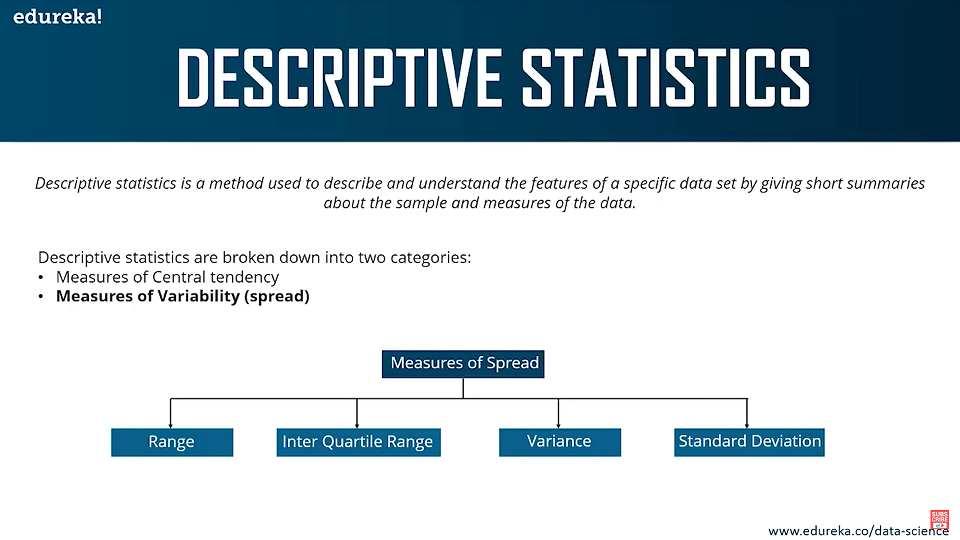 edureka!
DESCRIPTIVE STATISTICS
Descriptive statistics is a method used to describe and understand the features of a specific data set by giving short summaries
about the sample and measures of the data.
Descriptive statistics are broken down into two categories:
• Measures of Central tendency
• Measures of Variability (spread)
Measures of Spread
Range
Inter Quartile Range
Variance
Standard Deviation
SUBS
CRIBE
www.edureka.co/data-science